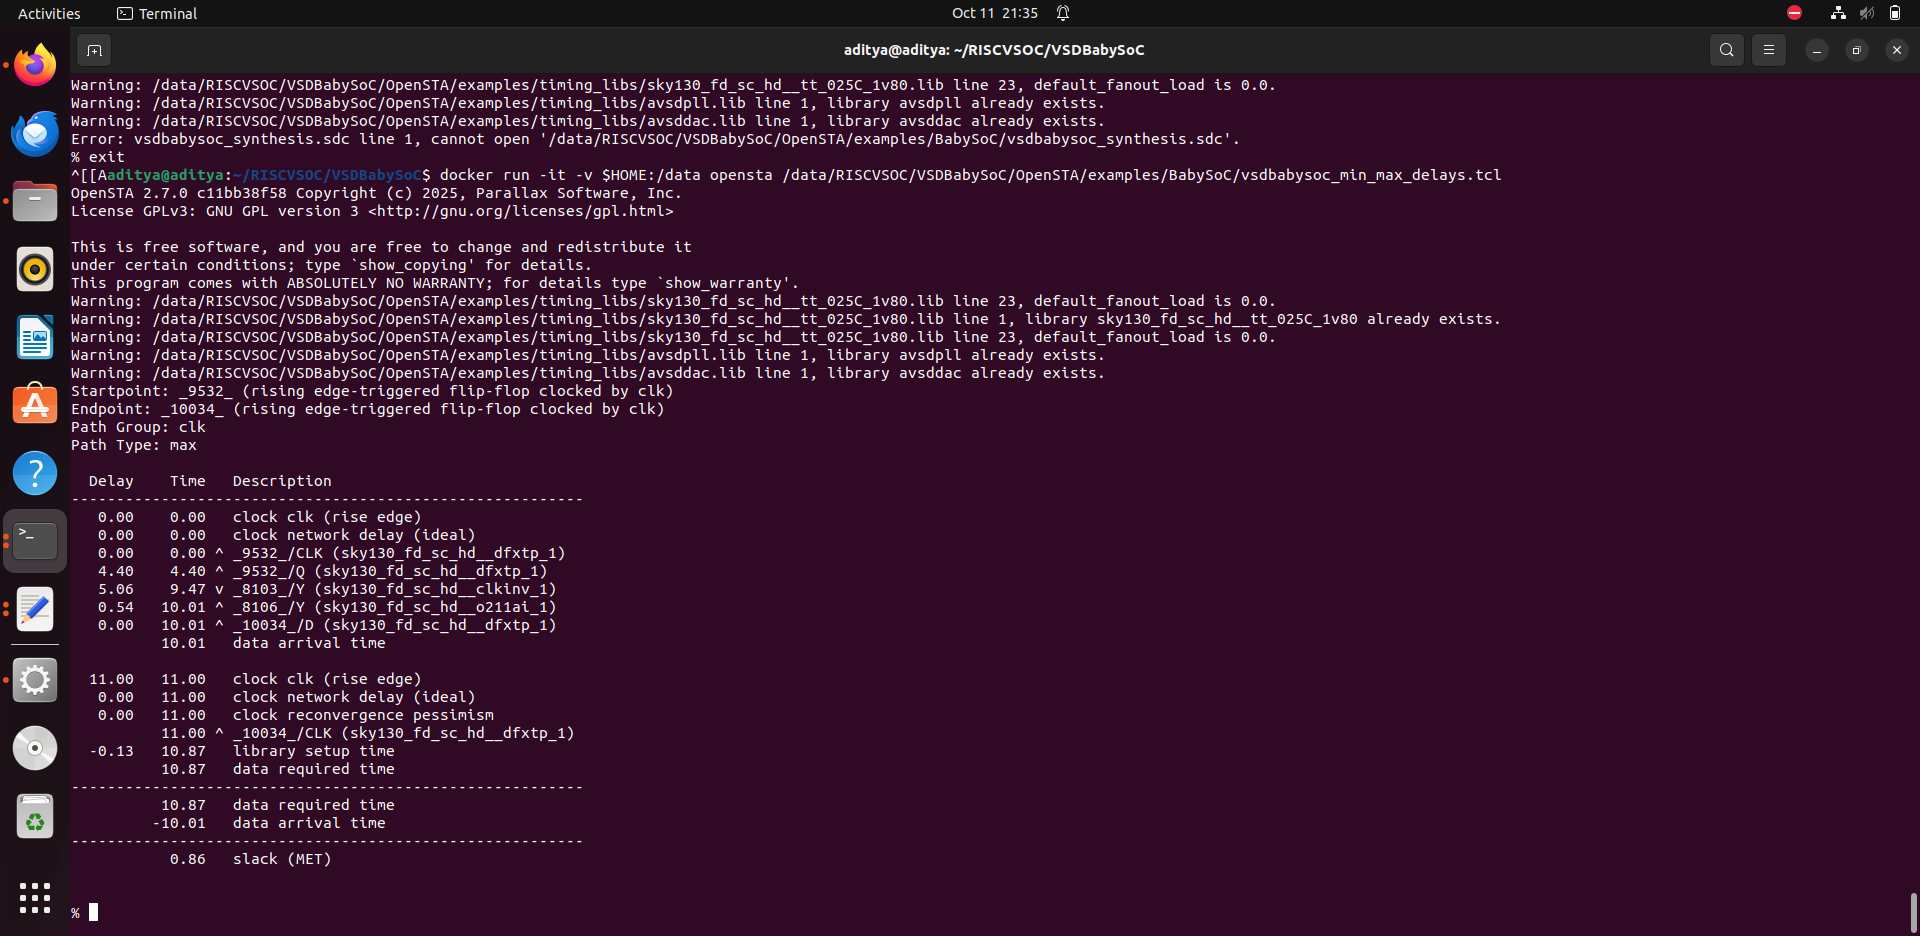 Activities
Terminal
Oct 11 21:35
aditya@aditya: ~/RISCVSOC/VSDBabySoC
Warning: /data/RISCVSOC/VSDBabySoC/OpenSTA/examples/timing_libs/sky130_fd_sc_hd__tt_025C_1v80.lib line 23, default_fanout_load is 0.0.
Warning: /data/RISCVSOC/VSDBabySoC/OpenSTA/examples/timing_libs/avsdpll.lib line 1, library avsdpll already exists.
Warning: /data/RISCVSOC/VSDBabySoC/OpenSTA/examples/timing_libs/avsddac.lib line 1, library avsddac already exists.
Error: vsdbabysoc_synthesis.sdc line 1, cannot open '/data/RISCVSOC/VSDBabySoC/OpenSTA/examples/BabySoC/vsdbabysoc_synthesis.sdc'.
% exit
^[[Aaditya@aditya:~/RISCVSOC/VSDBabySoC$ docker run -it -v $HOME:/data opensta /data/RISCVSOC/VSDBabySoC/OpenSTA/examples/BabySoC/vsdbabysoc_min_max_delays.tcl
OpenSTA 2.7.0 c11bb38f58 Copyright (c) 2025, Parallax Software, Inc.
License GPLv3: GNU GPL version 3 <http://gnu.org/licenses/gpl.html>

This is free software, and you are free to change and redistribute it
under certain conditions; type `show_copying' for details.
This program comes with ABSOLUTELY NO WARRANTY; for details type `show_warranty'.
Warning: /data/RISCVSOC/VSDBabySoC/OpenSTA/examples/timing_libs/sky130_fd_sc_hd__tt_025C_1v80.lib line 23, default_fanout_load is 0.0.
Warning: /data/RISCVSOC/VSDBabySoC/OpenSTA/examples/timing_libs/sky130_fd_sc_hd__tt_025C_1v80.lib line 1, library sky130_fd_sc_hd__tt_025C_1v80 already exists.
Warning: /data/RISCVSOC/VSDBabySoC/OpenSTA/examples/timing_libs/sky130_fd_sc_hd__tt_025C_1v80.lib line 23, default_fanout_load is 0.0.
Warning: /data/RISCVSOC/VSDBabySoC/OpenSTA/examples/timing_libs/avsdpll.lib line 1, library avsdpll already exists.
Warning: /data/RISCVSOC/VSDBabySoC/OpenSTA/examples/timing_libs/avsddac.lib line 1, library avsddac already exists.
Startpoint: _9532_ (rising edge-triggered flip-flop clocked by clk)
Endpoint: _10034_ (rising edge-triggered flip-flop clocked by clk)
Path Group: clk
Path Type: max

  Delay    Time   Description
---------------------------------------------------------
   0.00    0.00   clock clk (rise edge)
   0.00    0.00   clock network delay (ideal)
   0.00    0.00 ^ _9532_/CLK (sky130_fd_sc_hd__dfxtp_1)
   4.40    4.40 ^ _9532_/Q (sky130_fd_sc_hd__dfxtp_1)
   5.06    9.47 v _8103_/Y (sky130_fd_sc_hd__clkinv_1)
   0.54   10.01 ^ _8106_/Y (sky130_fd_sc_hd__o211ai_1)
   0.00   10.01 ^ _10034_/D (sky130_fd_sc_hd__dfxtp_1)
          10.01   data arrival time

  11.00   11.00   clock clk (rise edge)
   0.00   11.00   clock network delay (ideal)
   0.00   11.00   clock reconvergence pessimism
          11.00 ^ _10034_/CLK (sky130_fd_sc_hd__dfxtp_1)
  -0.13   10.87   library setup time
          10.87   data required time
---------------------------------------------------------
          10.87   data required time
         -10.01   data arrival time
---------------------------------------------------------
           0.86   slack (MET)

%